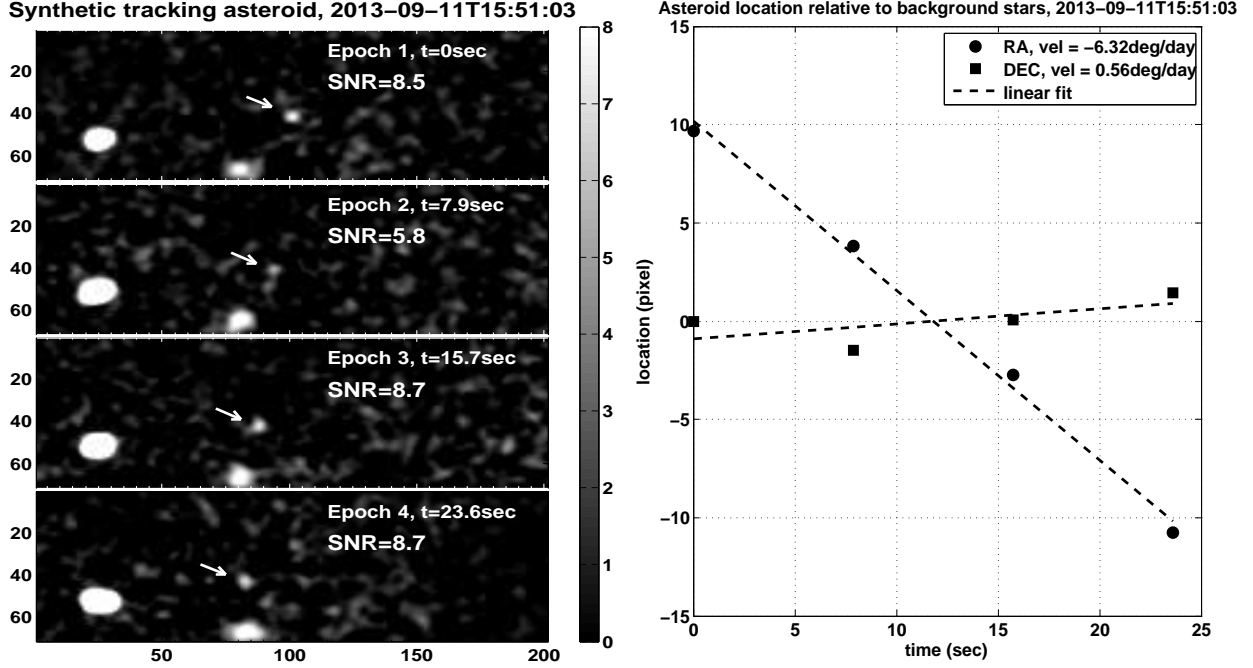 Synthetic tracking asteroid, 2013−09−11T15:51:03
Epoch 1, t=0sec
SNR=8.5
20
40
60
Epoch 2, t=7.9sec
SNR=5.8
20
40
60
Epoch 3, t=15.7sec
SNR=8.7
20
40
60
Epoch 4, t=23.6sec
SNR=8.7
20
40
60
50
100
150
200
8
7
6
5
4
3
2
1
0
Asteroid location relative to background stars, 2013−09−11T15:51:03
RA, vel = −6.32deg/day
DEC, vel = 0.56deg/day
linear fit
15
10
5
0
−5
−10
−15
location (pixel)
0
5
10
15
20
25
time (sec)